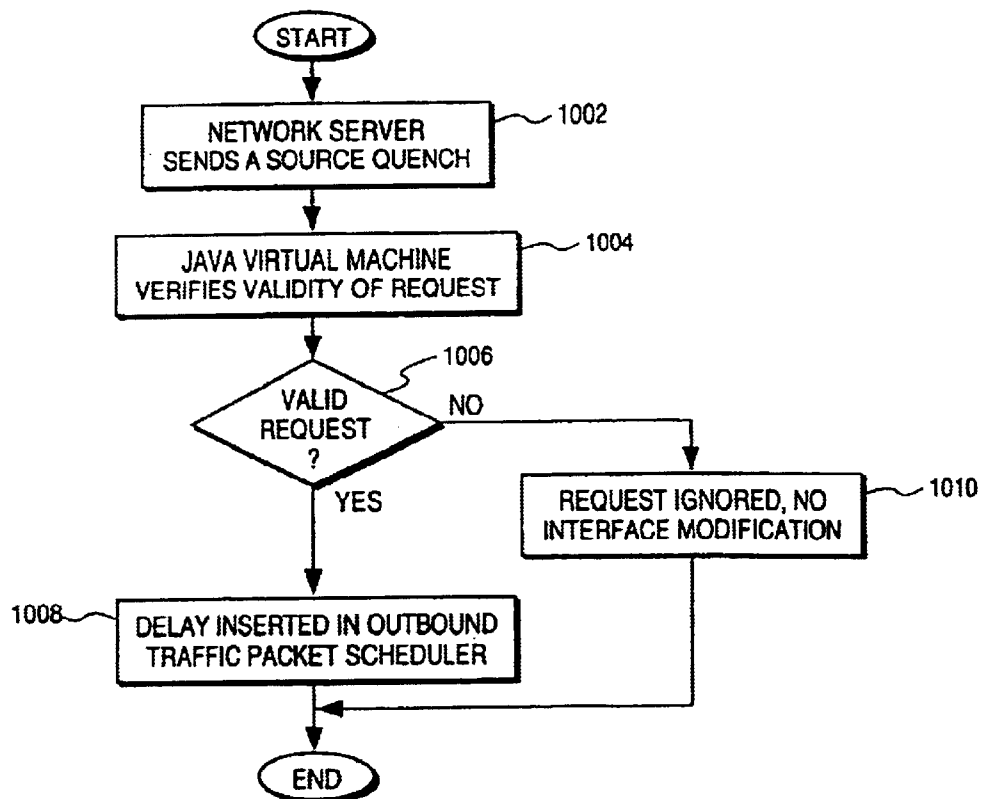 START
NETWORK SERVER
SENDS A SOURCE QUENCH
1002
JAVA VIRTUAL MACHINE
VERIFIES VALIDITY OF REQUEST
1004
VALID
REQUEST
?
1006
NO
YES
REQUEST IGNORED, NO
INTERFACE MODIFICATION
1010
1008
DELAY INSERTED IN OUTBOUND
TRAFFIC PACKET SCHEDULER
END